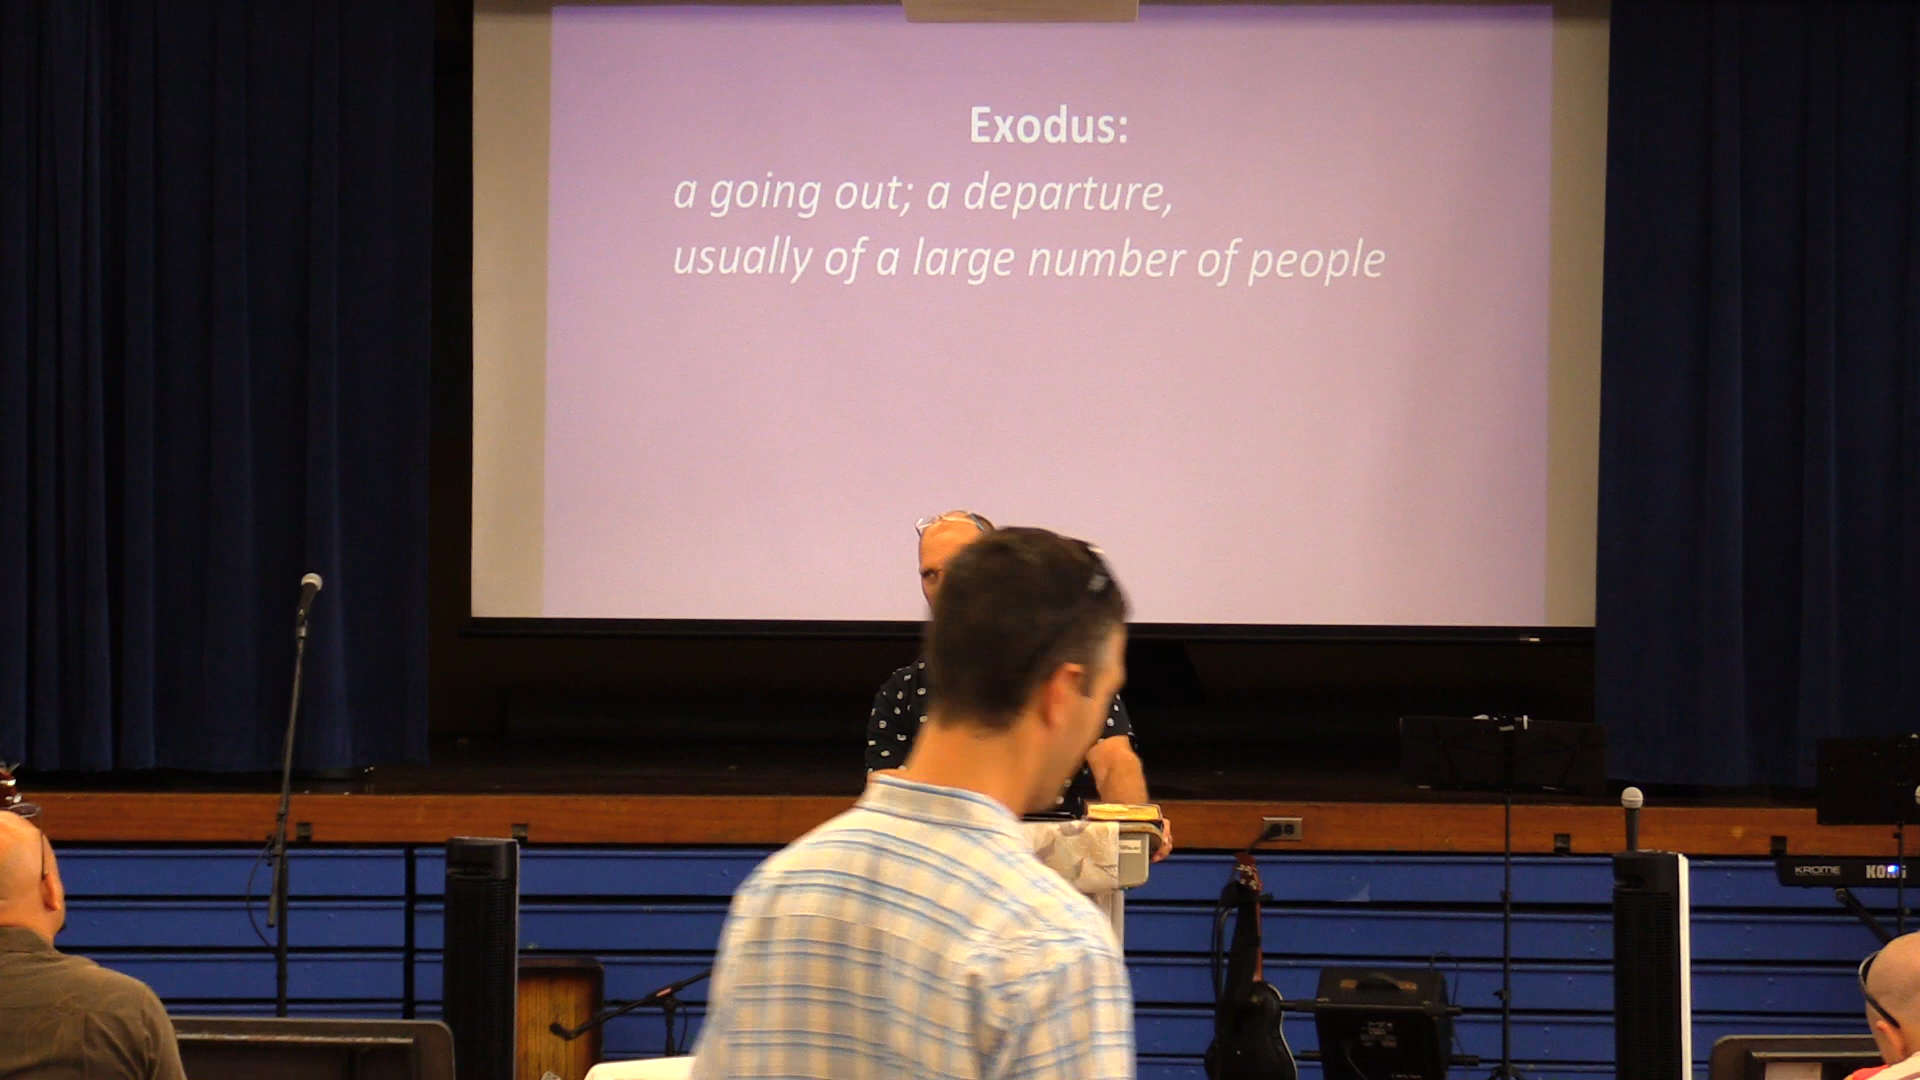 Exodus:
a going out; a departure,
usually of a large number of people
KROME
KORG